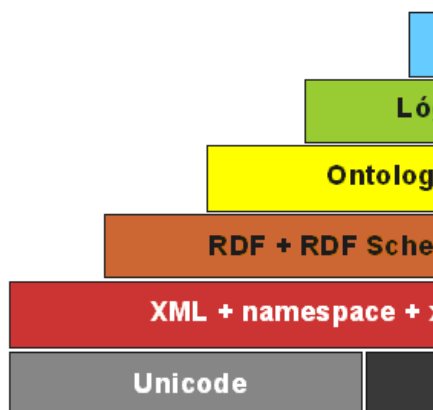 Ló
Ontolog
RDF + RDF Sche
XML + namespace + x
Unicode